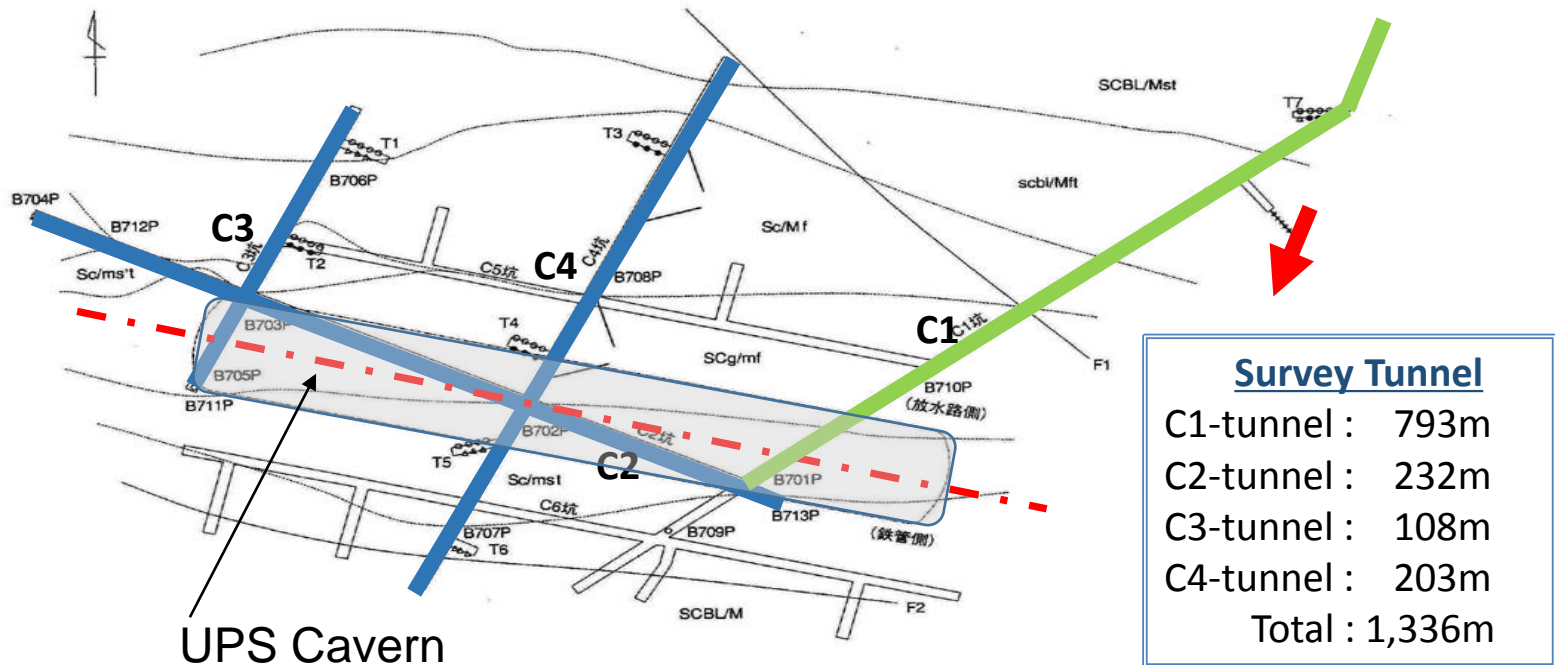 SCBL/Mst
T7
T1
T3
B706P
scbl/Mft
B704P
B712P
C3
C3坑
T2
Sc/Mf
C4
C4坑
C5坑
B708P
Sc/ms't
C1
C1坑
B703P
T4
SCg/mf
F1
B705P
B711P
B710P
(放水路側)
B702P
C2坑
T5
C2
Sc/mst
B701P
B713P
C6坑
(鉄管側)
B707P
T6
B709P
F2
SCBL/M
UPS Cavern
Survey Tunnel
C1-tunnel : 793m
C2-tunnel : 232m
C3-tunnel : 108m
C4-tunnel : 203m
Total : 1,336m